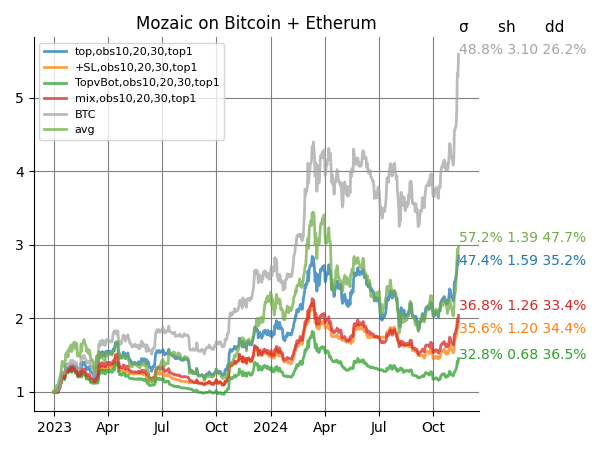 Mozaic on Bitcoin + Etherum
σ sh dd
top,obs10,20,30,top1
+SL,obs10,20,30,top1
TopvBot,obs10,20,30,top1
mix,obs10,20,30,top1
BTC
avg
48.8% 3.10 26.2%
57.2% 1.39 47.7%
47.4% 1.59 35.2%
36.8% 1.26 33.4%
35.6% 1.20 34.4%
32.8% 0.68 36.5%
5
4
3
2
1
2023 Apr Jul Oct 2024 Apr Jul Oct